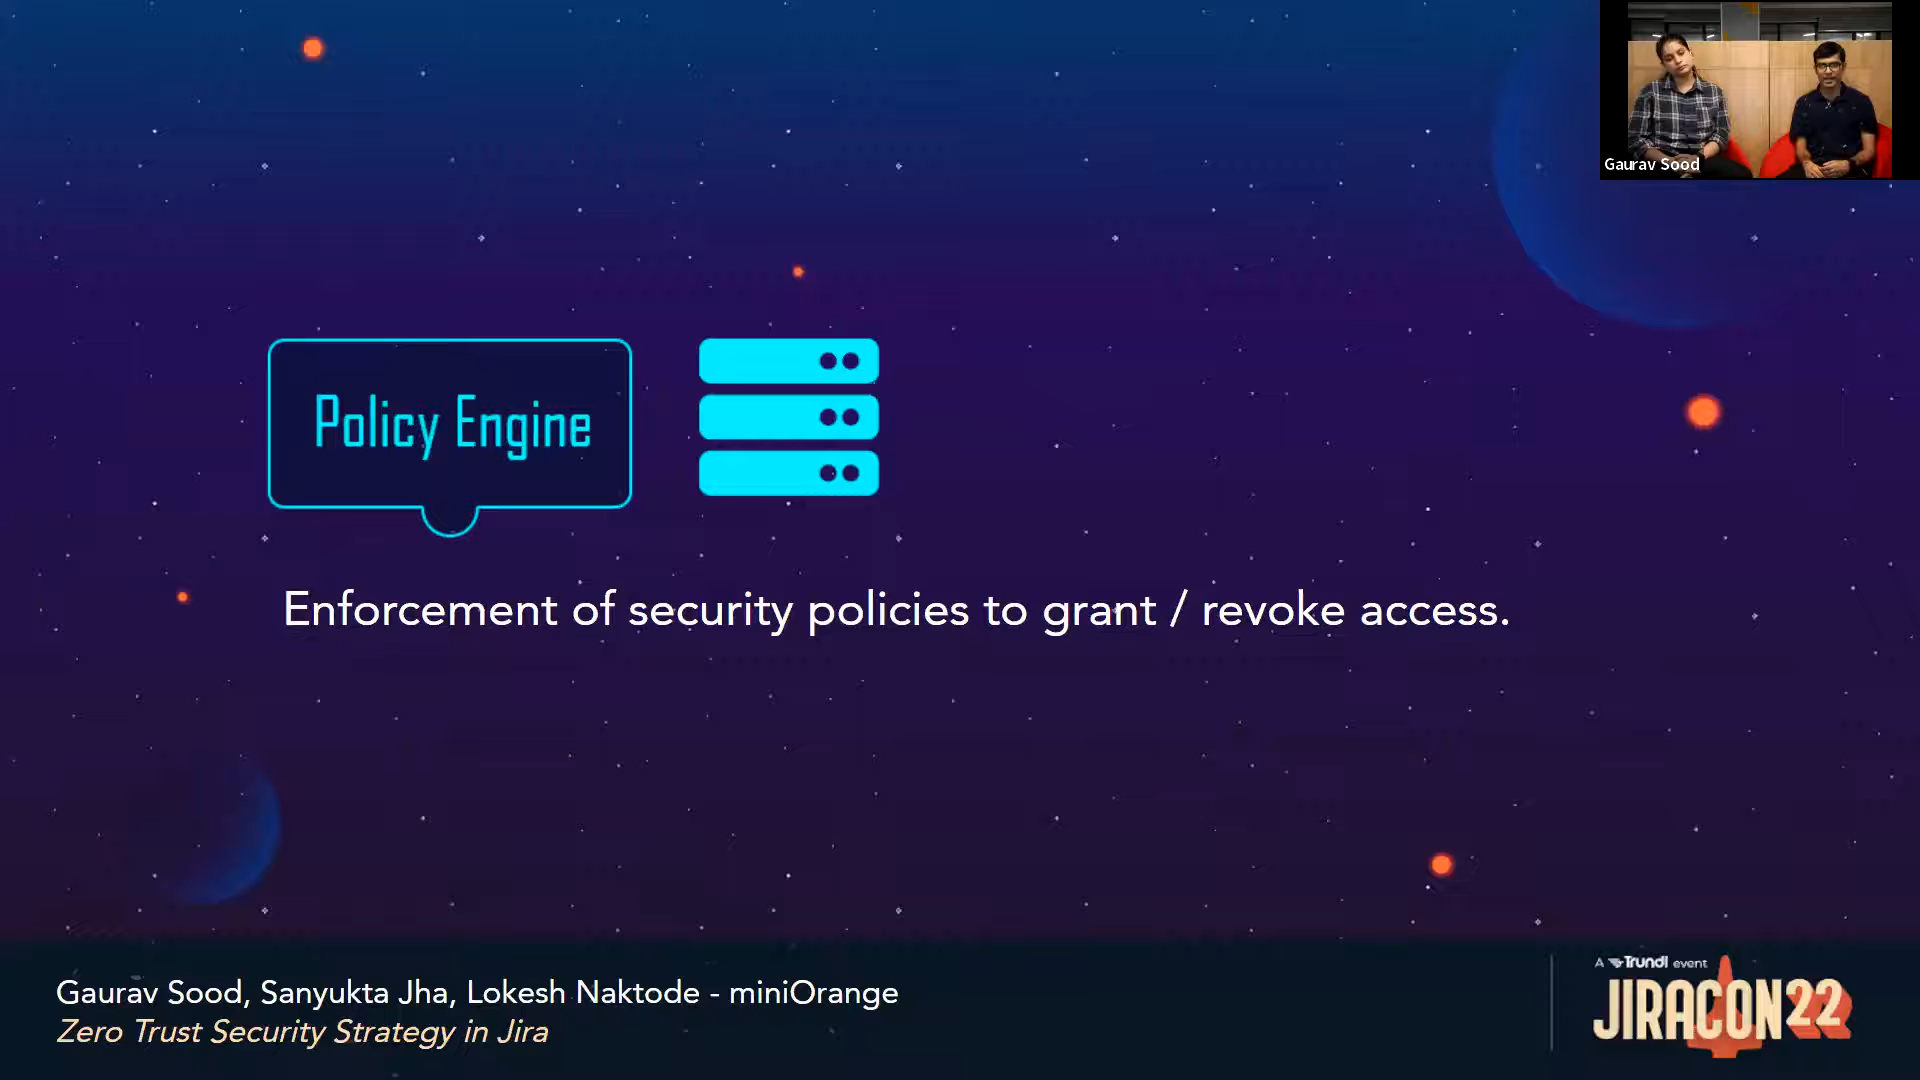 Gaurav Sood
Policy Engine
Enforcement of security policies to grant / revoke access.
Gaurav Sood, Sanyukta Jha, Lokesh Naktode - miniOrange
Zero Trust Security Strategy in Jira
A Trundl event
JIRACON22